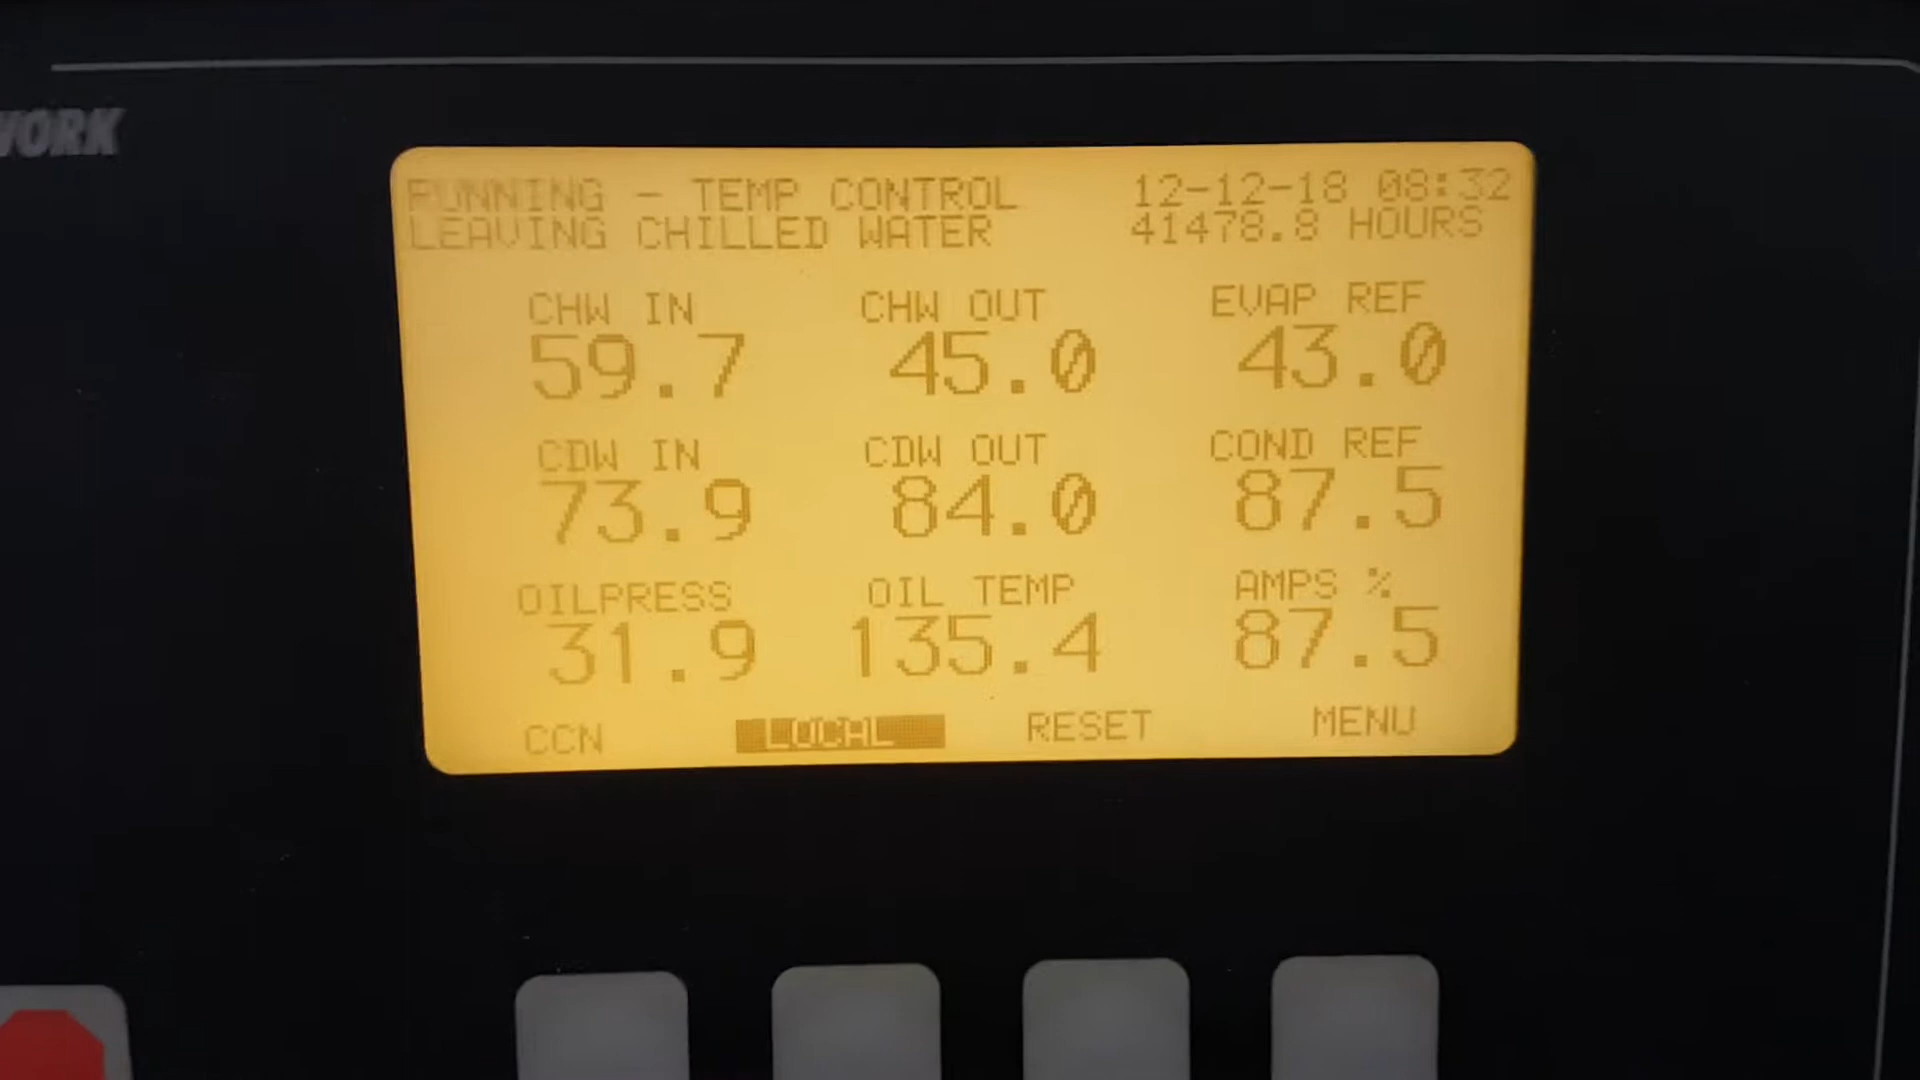 WORK
RUNNING - TEMP CONTROL 12-12-18 08:32
LEAVING CHILLED WATER 41478.8 HOURS
CHW IN CHW OUT EVAP REF
59.7 45.0 43.0
CDW IN CDW OUT COND REF
73.9 84.0 87.5
OILPRESS OIL TEMP AMPS %
31.9 135.4 87.5
CCN LOCAL RESET MENU